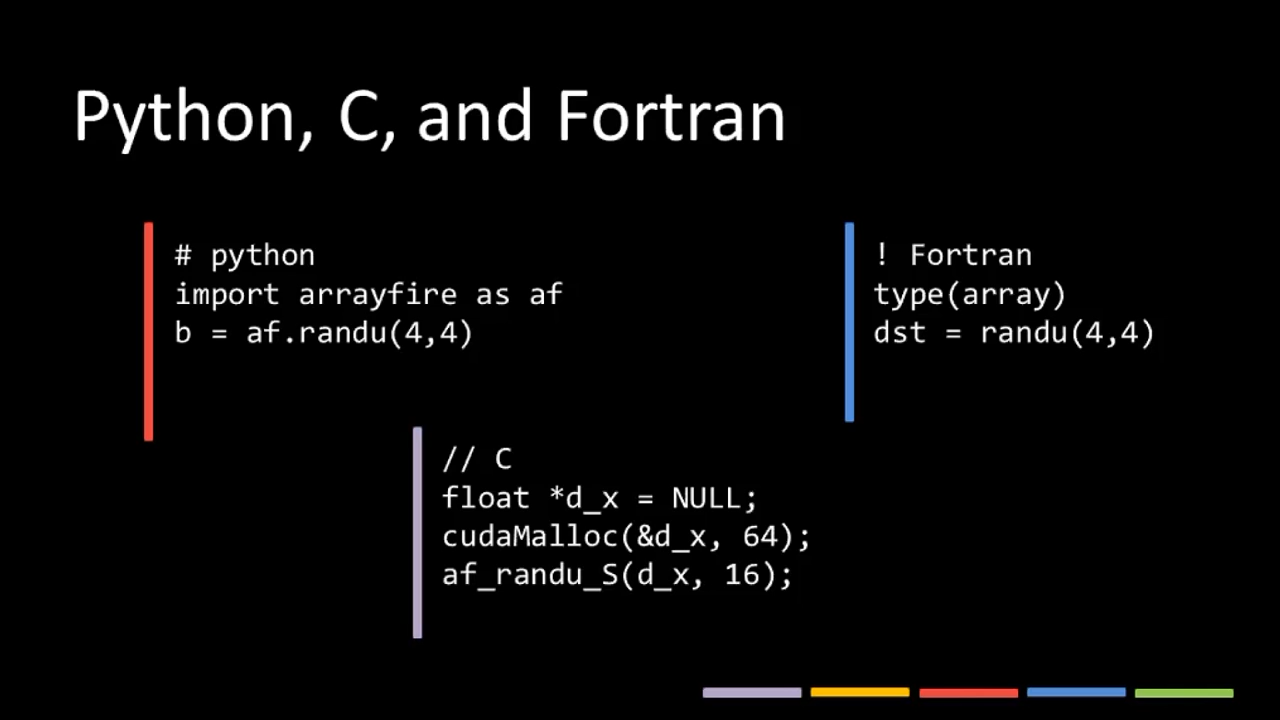 Python, C, and Fortran
# python
import arrayfire as af
b = af.randu(4,4)
! Fortran
type(array)
dst = randu(4,4)
// C
float *d_x = NULL;
cudaMalloc(&d_x, 64);
af_randu_S(d_x, 16);